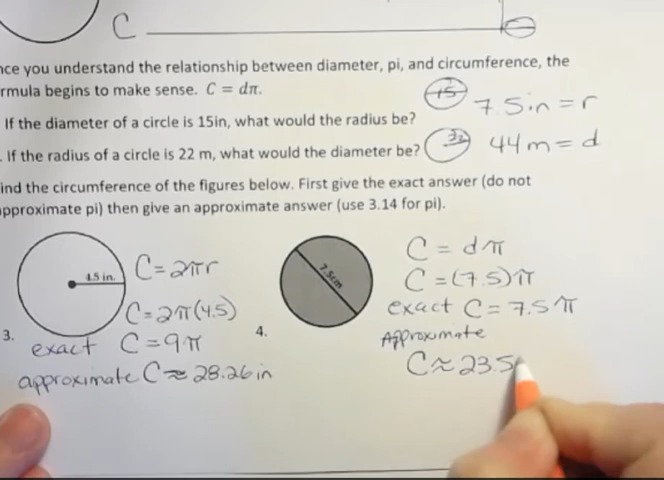 C
nce you understand the relationship between diameter, pi, and circumference, the
rmula begins to make sense. C = dπ.
If the diameter of a circle is 15in, what would the radius be? 15 7.5in = r
. If the radius of a circle is 22 m, what would the diameter be? 44m = d
ind the circumference of the figures below. First give the exact answer (do not
approximate pi) then give an approximate answer (use 3.14 for pi).
3.
4.5 in.
C=2πr
C=2π(4.5)
exact C=9π
approximate C≈28.26in
4.
7.5cm
C = dπ
C =(7.5)π
exact C= 7.5π
Approximate
C≈23.5